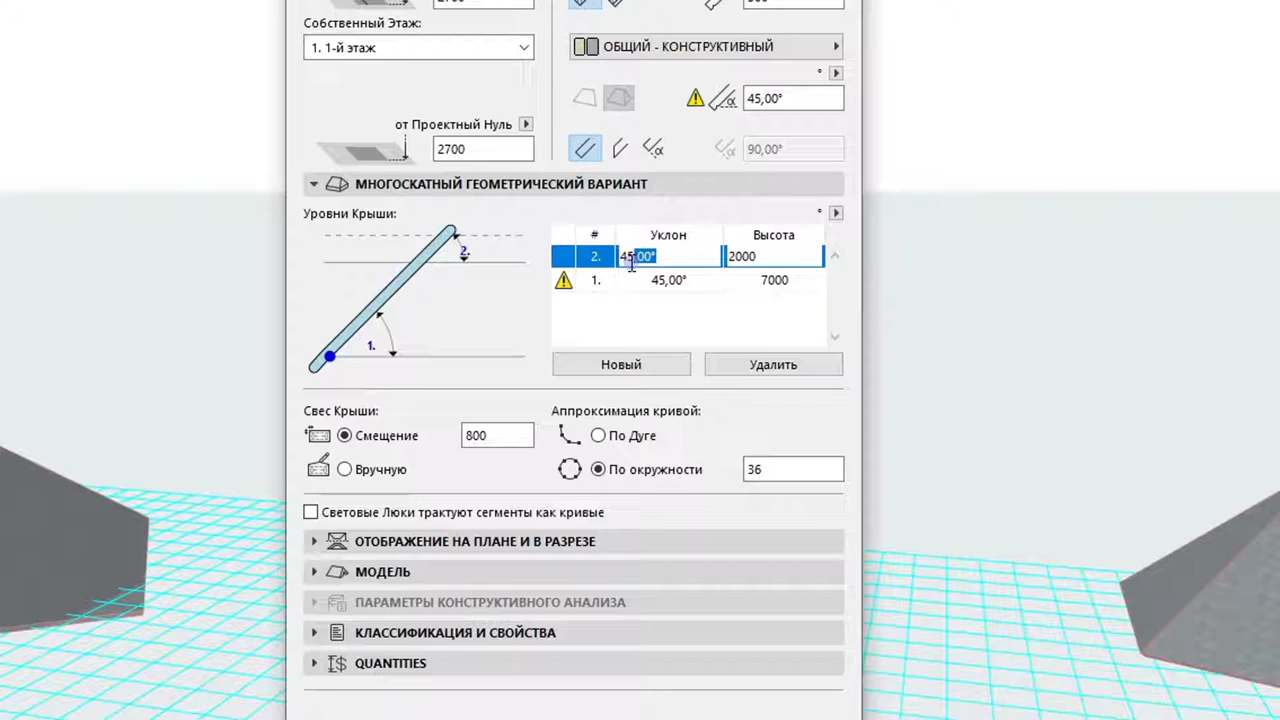 Собственный Этаж:
1. 1-й этаж
ОБЩИЙ - КОНСТРУКТИВНЫЙ
°
45,00°
от Проектный Нуль
2700
90,00°
МНОГОСКАТНЫЙ ГЕОМЕТРИЧЕСКИЙ ВАРИАНТ
Уровни Крыши:
°
# Уклон Высота
2. 45,00° 2000
1. 45,00° 7000
2.
1.
Новый Удалить
Свес Крыши:
Аппроксимация кривой:
Смещение 800
По Дуге
Вручную
По окружности 36
Световые Люки трактуют сегменты как кривые
ОТОБРАЖЕНИЕ НА ПЛАНЕ И В РАЗРЕЗЕ
МОДЕЛЬ
ПАРАМЕТРЫ КОНСТРУКТИВНОГО АНАЛИЗА
КЛАССИФИКАЦИЯ И СВОЙСТВА
QUANTITIES